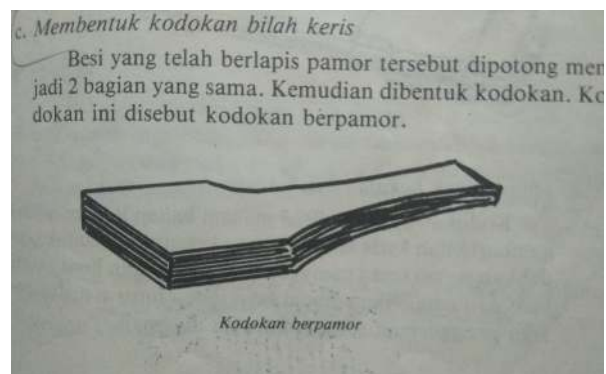 c. Membentuk kodokan bilah keris
Besi yang telah berlapis pamor tersebut dipotong men
jadi 2 bagian yang sama. Kemudian dibentuk kodokan. Ko
dokan ini disebut kodokan berpamor.
Kodokan berpamor